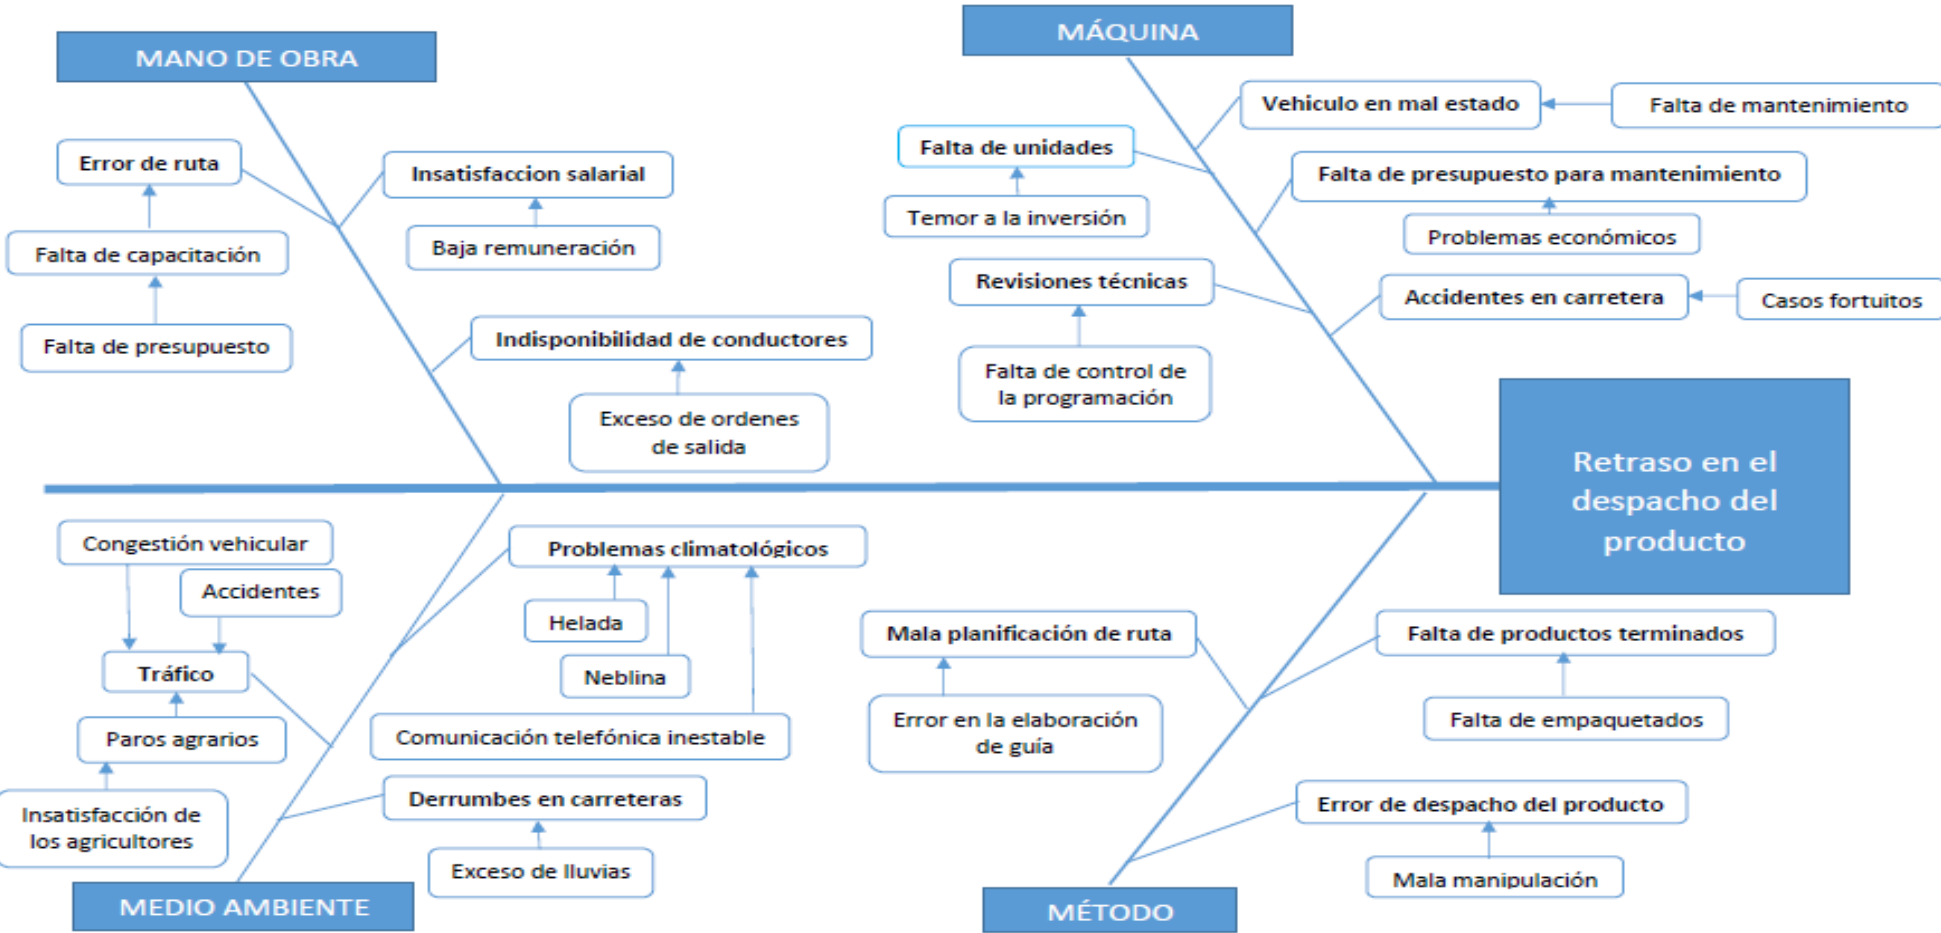 MANO DE OBRA
Error de ruta
Falta de capacitación
Falta de presupuesto
Insatisfaccion salarial
Baja remuneración
Indisponibilidad de conductores
Exceso de ordenes
de salida
MÁQUINA
Falta de unidades
Temor a la inversión
Revisiones técnicas
Falta de control de
la programación
Vehiculo en mal estado
Falta de mantenimiento
Falta de presupuesto para mantenimiento
Problemas económicos
Accidentes en carretera
Casos fortuitos
Retraso en el
despacho del
producto
Congestión vehicular
Accidentes
Tráfico
Paros agrarios
Insatisfacción de
los agricultores
Problemas climatológicos
Helada
Neblina
Comunicación telefónica inestable
Derrumbes en carreteras
Exceso de lluvias
MEDIO AMBIENTE
Mala planificación de ruta
Error en la elaboración
de guía
Falta de productos terminados
Falta de empaquetados
Error de despacho del producto
Mala manipulación
MÉTODO